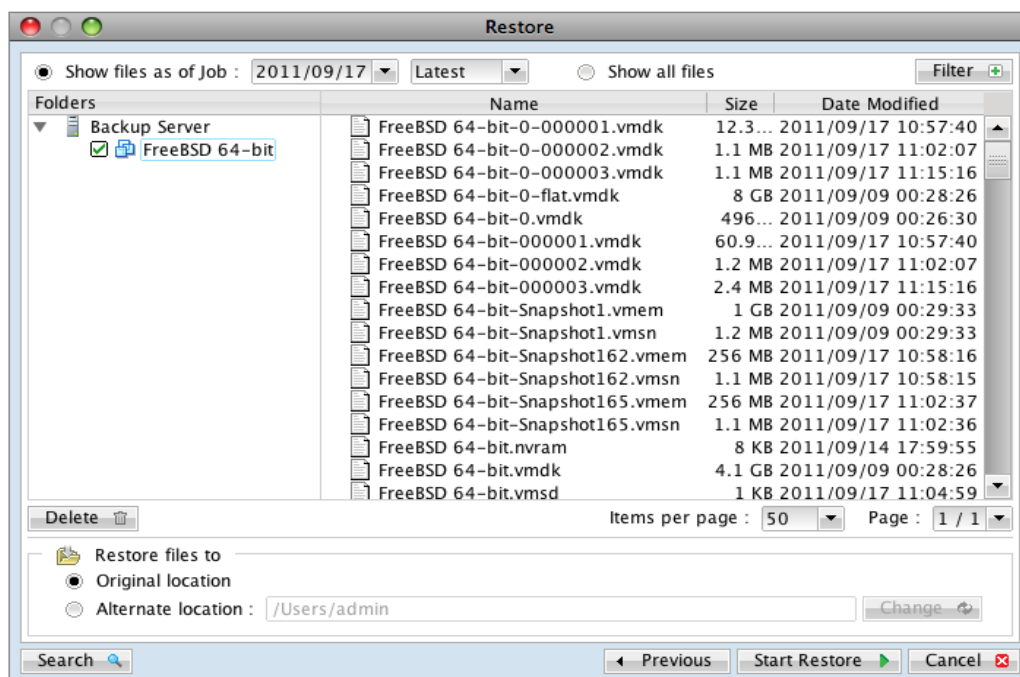 Restore
Show files as of Job : 2011/09/17 Latest Show all files Filter
Folders Name Size Date Modified
Backup Server
FreeBSD 64-bit
FreeBSD 64-bit-0-000001.vmdk 12.3... 2011/09/17 10:57:40
FreeBSD 64-bit-0-000002.vmdk 1.1 MB 2011/09/17 11:02:07
FreeBSD 64-bit-0-000003.vmdk 1.1 MB 2011/09/17 11:15:16
FreeBSD 64-bit-0-flat.vmdk 8 GB 2011/09/09 00:28:26
FreeBSD 64-bit-0.vmdk 496... 2011/09/09 00:26:30
FreeBSD 64-bit-000001.vmdk 60.9... 2011/09/17 10:57:40
FreeBSD 64-bit-000002.vmdk 1.2 MB 2011/09/17 11:02:07
FreeBSD 64-bit-000003.vmdk 2.4 MB 2011/09/17 11:15:16
FreeBSD 64-bit-Snapshot1.vmem 1 GB 2011/09/09 00:29:33
FreeBSD 64-bit-Snapshot1.vmsn 1.2 MB 2011/09/09 00:29:33
FreeBSD 64-bit-Snapshot162.vmem 256 MB 2011/09/17 10:58:16
FreeBSD 64-bit-Snapshot162.vmsn 1.1 MB 2011/09/17 10:58:15
FreeBSD 64-bit-Snapshot165.vmem 256 MB 2011/09/17 11:02:37
FreeBSD 64-bit-Snapshot165.vmsn 1.1 MB 2011/09/17 11:02:36
FreeBSD 64-bit.nvram 8 KB 2011/09/14 17:59:55
FreeBSD 64-bit.vmdk 4.1 GB 2011/09/09 00:28:26
FreeBSD 64-bit.vmsd 1 KB 2011/09/17 11:04:59
Delete Items per page : 50 Page : 1 / 1
Restore files to
Original location
Alternate location : /Users/admin Change
Search Previous Start Restore Cancel